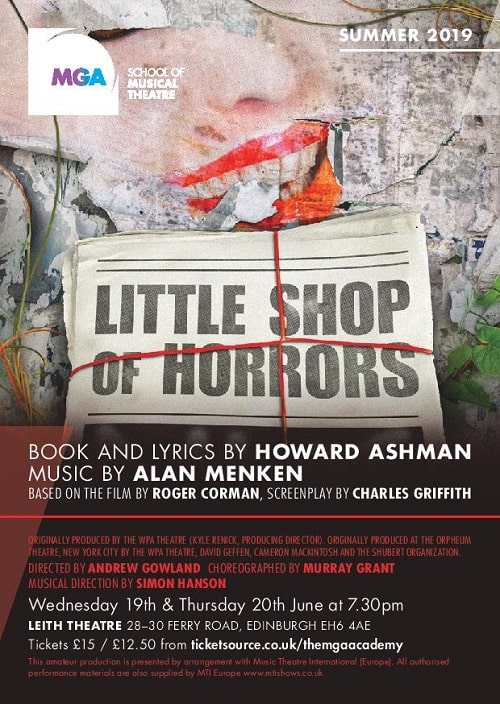 SUMMER 2019
MGA
SCHOOL OF
MUSICAL
THEATRE
LITTLE SHOP
OF HORRORS
BOOK AND LYRICS BY HOWARD ASHMAN
MUSIC BY ALAN MENKEN
BASED ON THE FILM BY ROGER CORMAN, SCREENPLAY BY CHARLES GRIFFITH
ORIGINALLY PRODUCED BY THE WPA THEATRE (KYLE RENICK, PRODUCING DIRECTOR). ORIGINALLY PRODUCED AT THE ORPHEUM
THEATRE, NEW YORK CITY BY THE WPA THEATRE, DAVID GEFFEN, CAMERON MACKINTOSH AND THE SHUBERT ORGANIZATION.
DIRECTED BY ANDREW GOWLAND CHOREOGRAPHED BY MURRAY GRANT
MUSICAL DIRECTION BY SIMON HANSON
Wednesday 19th & Thursday 20th June at 7.30pm
LEITH THEATRE 28–30 FERRY ROAD, EDINBURGH EH6 4AE
Tickets £15 / £12.50 from ticketsource.co.uk/themgaacademy
This amateur production is presented by arrangement with Music Theatre International (Europe). All authorised
performance materials are also supplied by MTI Europe www.mtishows.co.uk